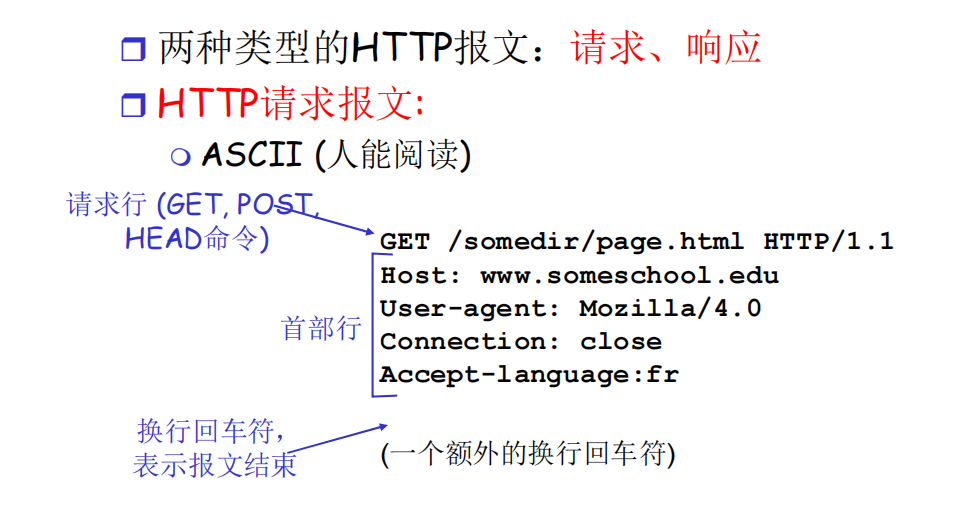 两种类型的HTTP报文：请求、响应
HTTP请求报文:
ASCII (人能阅读)
请求行 (GET, POST,
HEAD命令)
GET /somedir/page.html HTTP/1.1
Host: www.someschool.edu
User-agent: Mozilla/4.0
首部行
Connection: close
Accept-language:fr
换行回车符，
表示报文结束
(一个额外的换行回车符)